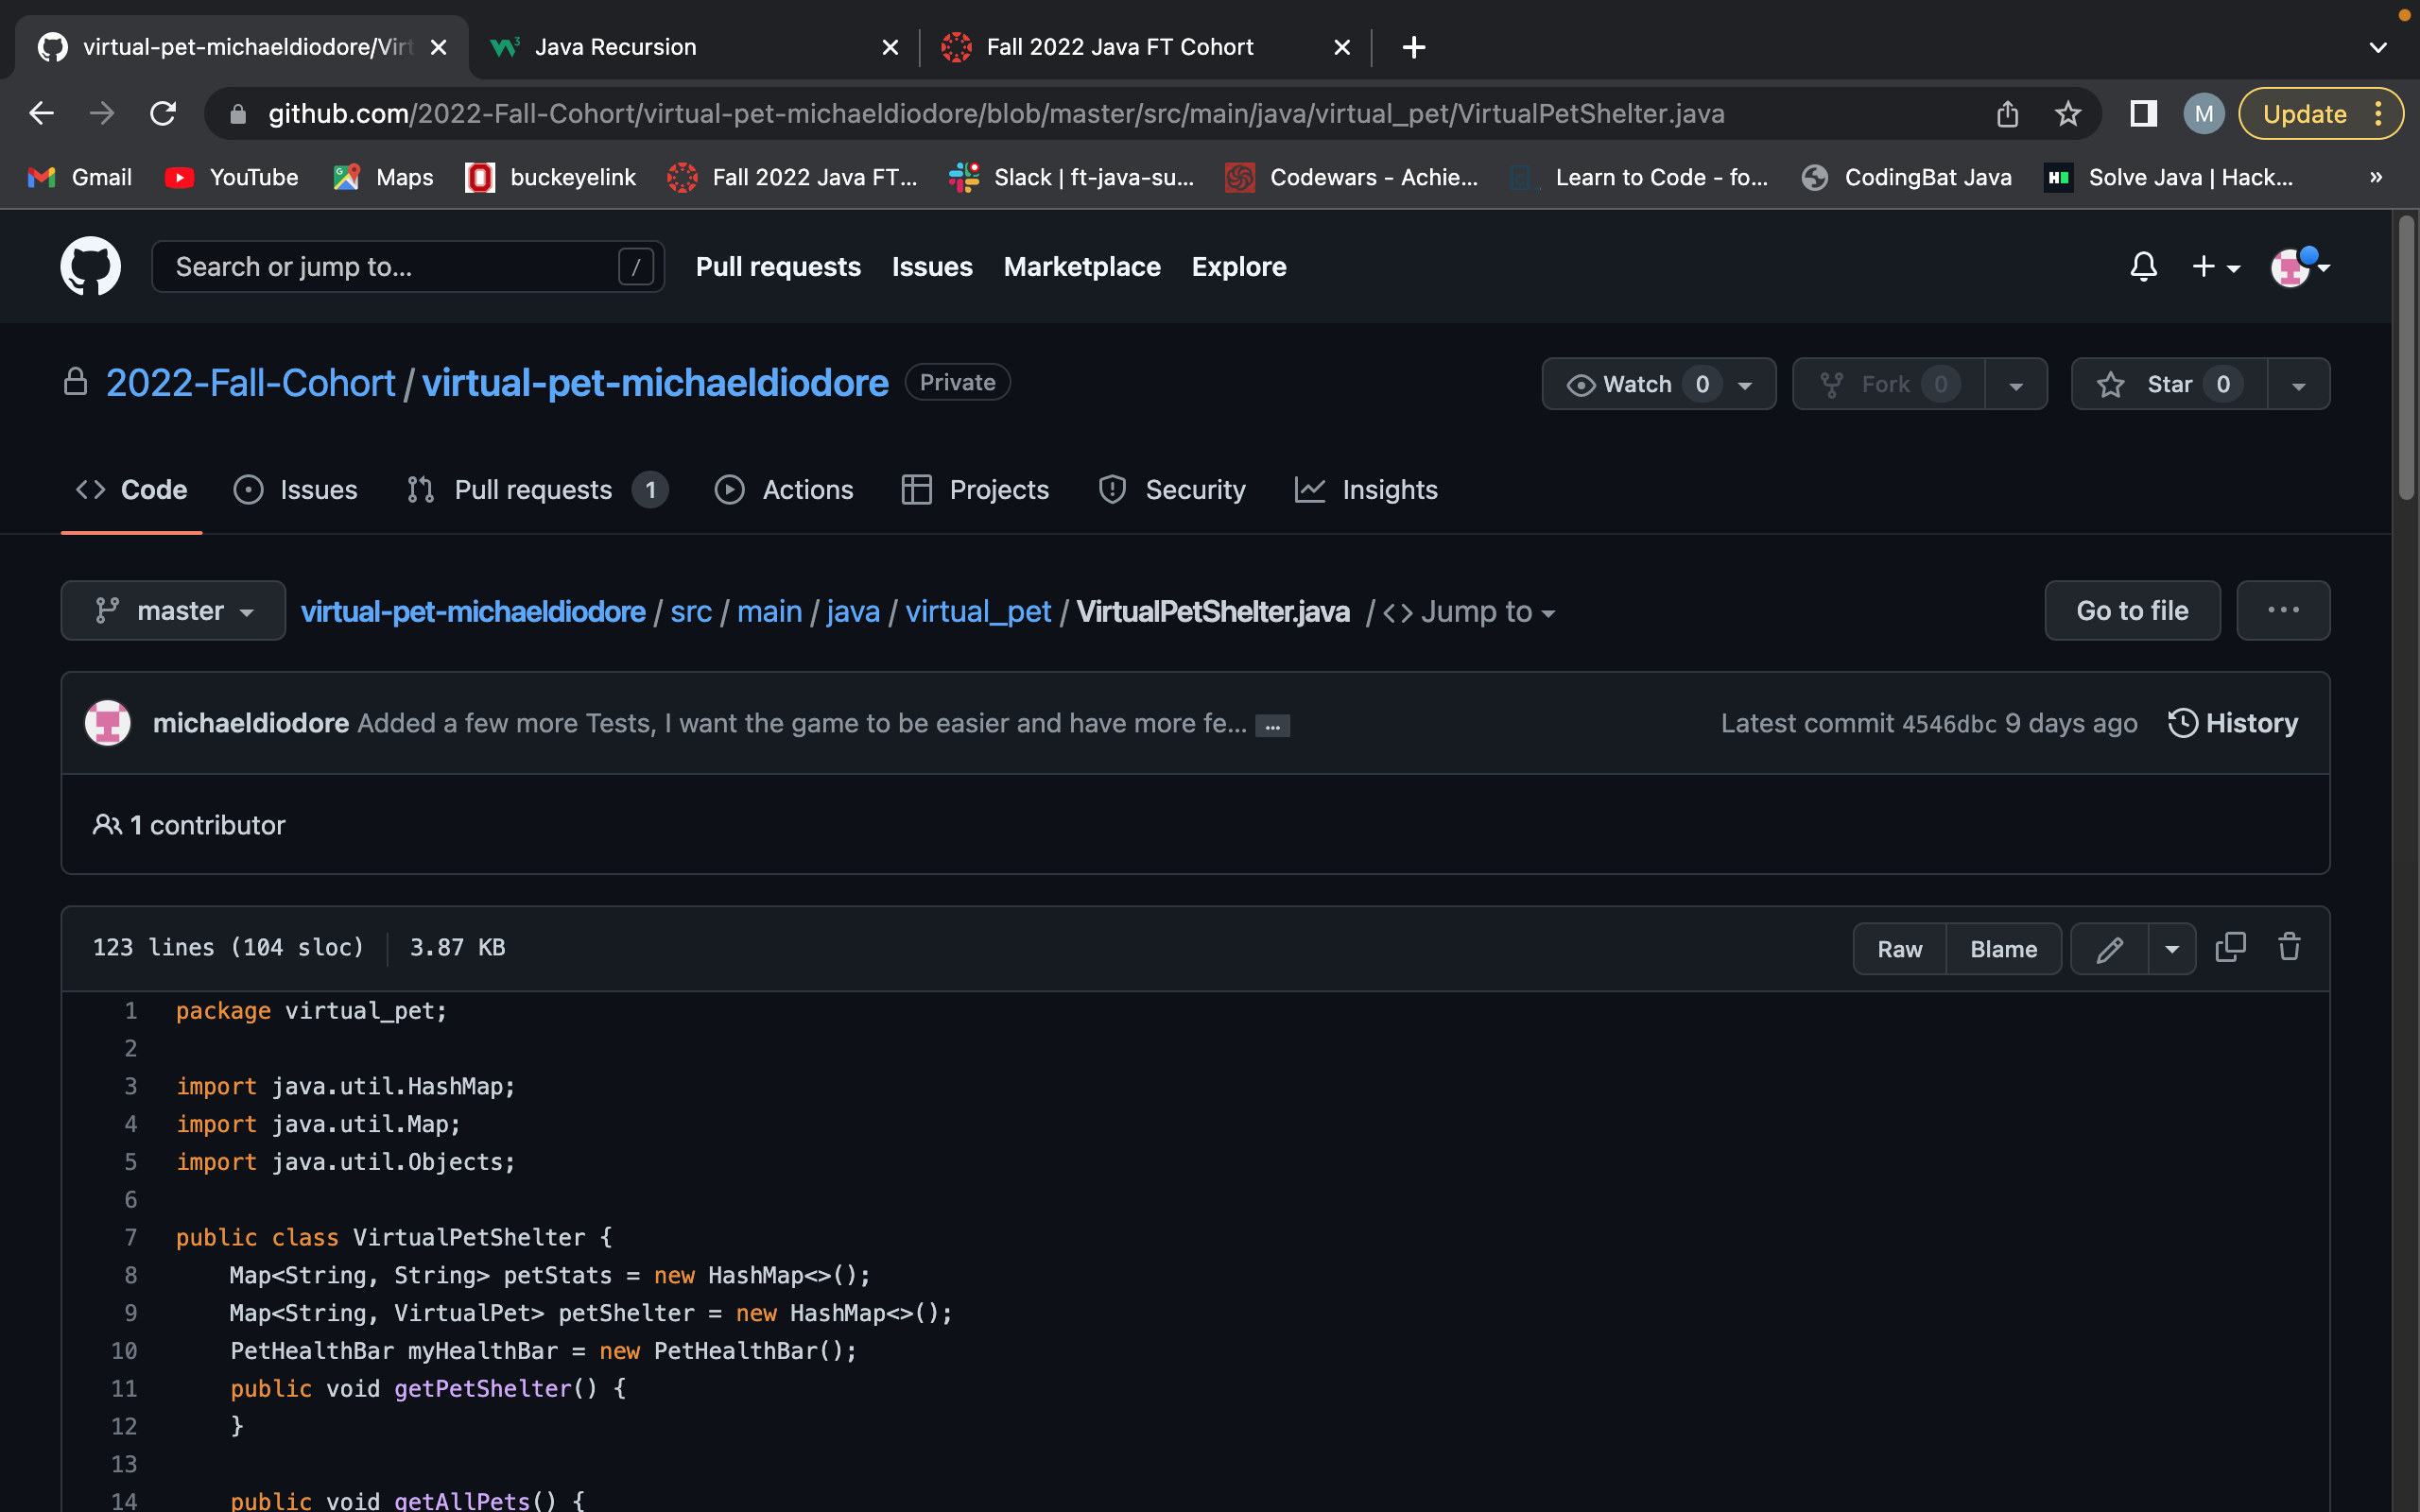 virtual-pet-michaeldiodore/Virt
Java Recursion
Fall 2022 Java FT Cohort
github.com/2022-Fall-Cohort/virtual-pet-michaeldiodore/blob/master/src/main/java/virtual_pet/VirtualPetShelter.java
M
Update
Gmail
YouTube
Maps
buckeyelink
Fall 2022 Java FT...
Slack | ft-java-su...
Codewars - Achie...
Learn to Code - fo...
CodingBat Java
Solve Java | Hack...
»
Search or jump to... /
Pull requests
Issues
Marketplace
Explore
2022-Fall-Cohort / virtual-pet-michaeldiodore Private
Watch 0
Fork 0
Star 0
Code
Issues
Pull requests 1
Actions
Projects
Security
Insights
master
virtual-pet-michaeldiodore / src / main / java / virtual_pet / VirtualPetShelter.java / <> Jump to
Go to file
...
michaeldiodore Added a few more Tests, I want the game to be easier and have more fe... ...
Latest commit 4546dbc 9 days ago
History
1 contributor
123 lines (104 sloc) 3.87 KB
Raw
Blame
1 package virtual_pet;
2
3 import java.util.HashMap;
4 import java.util.Map;
5 import java.util.Objects;
6
7 public class VirtualPetShelter {
8 Map<String, String> petStats = new HashMap<>();
9 Map<String, VirtualPet> petShelter = new HashMap<>();
10 PetHealthBar myHealthBar = new PetHealthBar();
11 public void getPetShelter() {
12 }
13
14 public void getAllPets() {